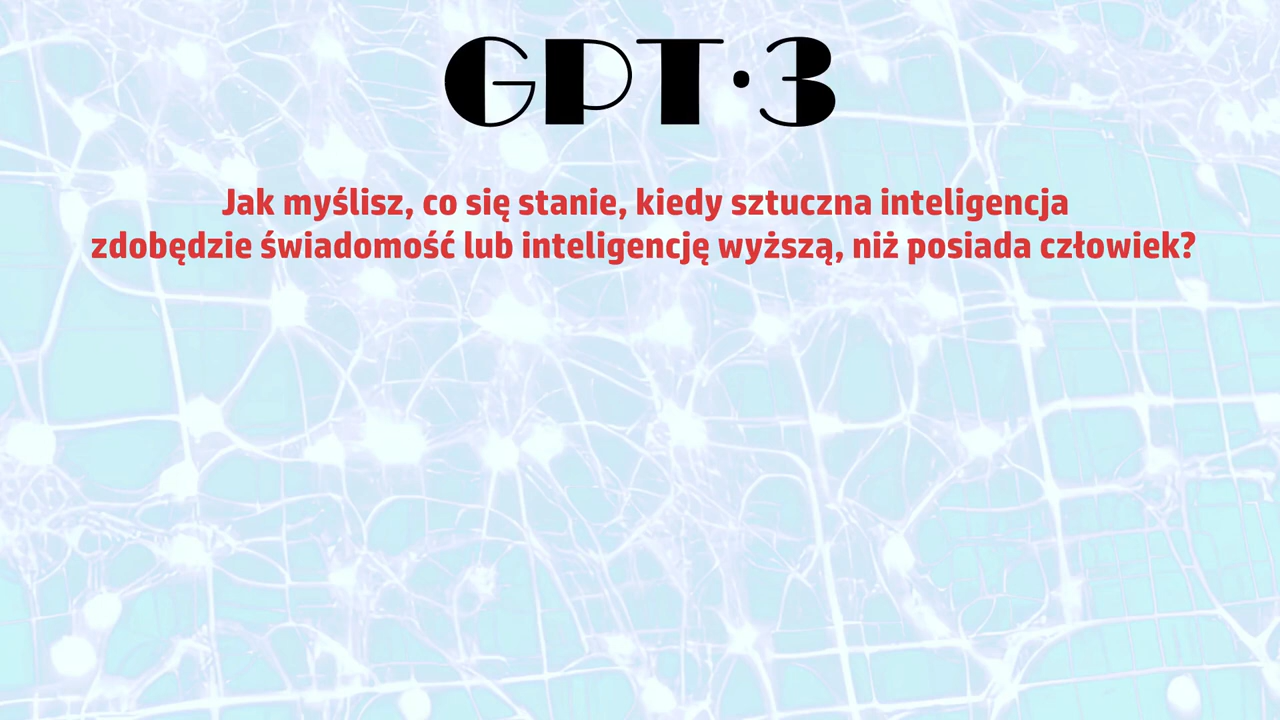 GPT·3
Jak myślisz, co się stanie, kiedy sztuczna inteligencja
zdobędzie świadomość lub inteligencję wyższą, niż posiada człowiek?